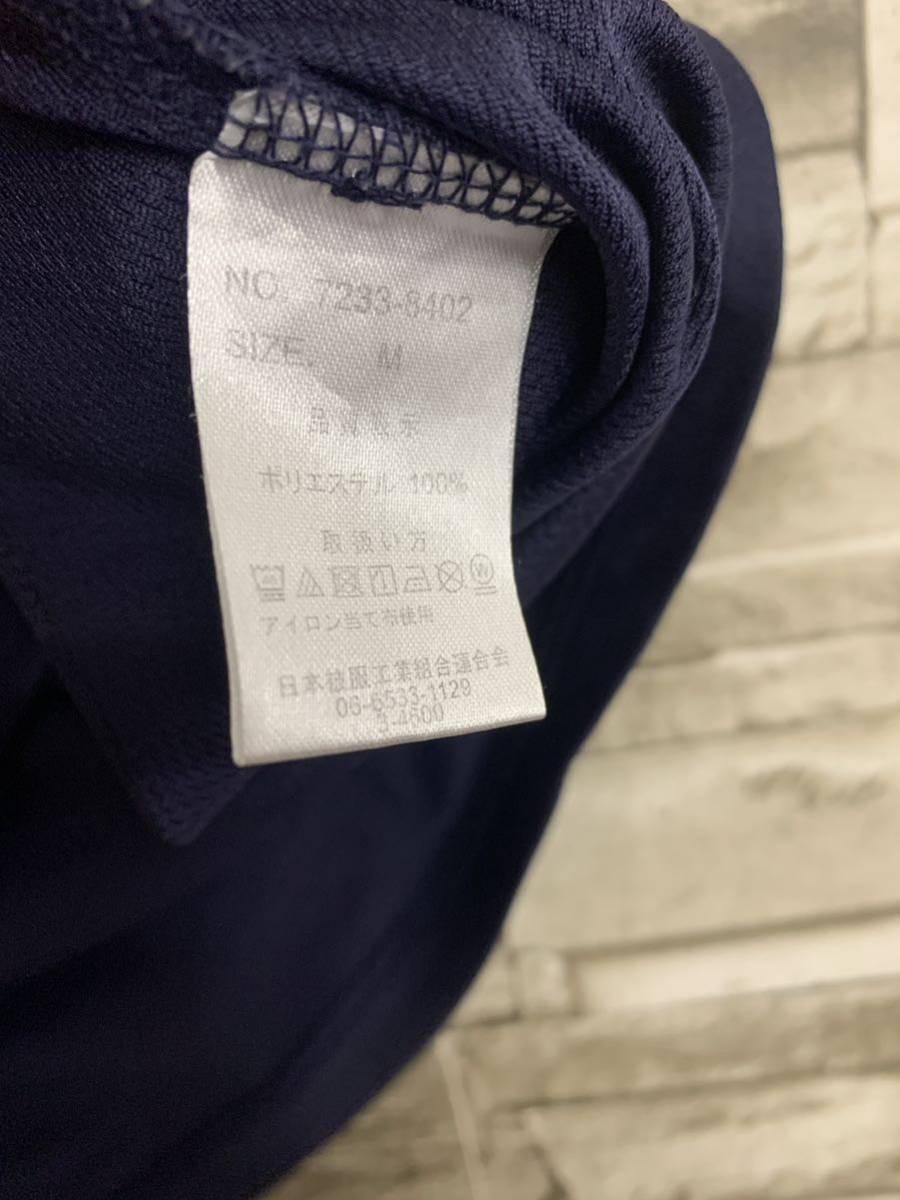 NO. 7233-8402
SIZE. M
品質表示
ポリエステル 100%
取扱い方
アイロン当て布使用
日本被服工業組合連合会
06-6533-1129
3-4600